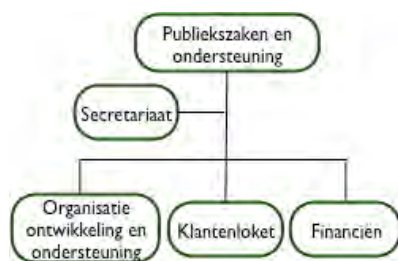 Publiekszaken en
ondersteuning
Secretariaat
Organisatie
ontwikkeling en
ondersteuning
Klantenloket
Financiën